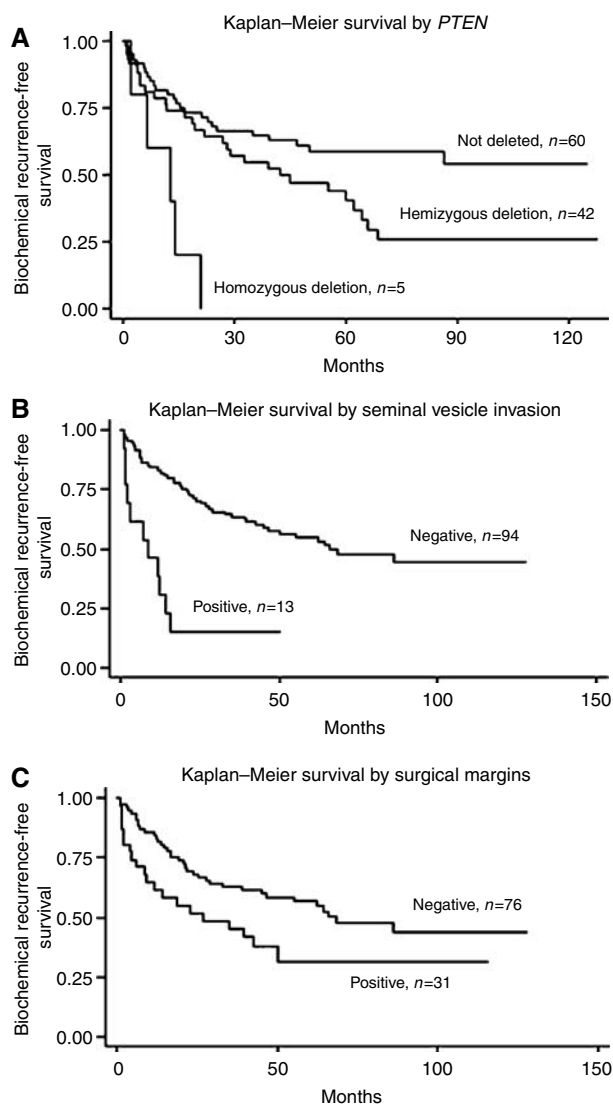 A
Kaplan–Meier survival by PTEN
Biochemical recurrence-free
survival
1.00
0.75
0.50
0.25
0.00
Not deleted, n=60
Hemizygous deletion, n=42
Homozygous deletion, n=5
0 30 60 90 120
Months
B
Kaplan–Meier survival by seminal vesicle invasion
Biochemical recurrence-free
survival
1.00
0.75
0.50
0.25
0.00
Negative, n=94
Positive, n=13
0 50 100 150
Months
C
Kaplan–Meier survival by surgical margins
Biochemical recurrence-free
survival
1.00
0.75
0.50
0.25
0.00
Negative, n=76
Positive, n=31
0 50 100 150
Months